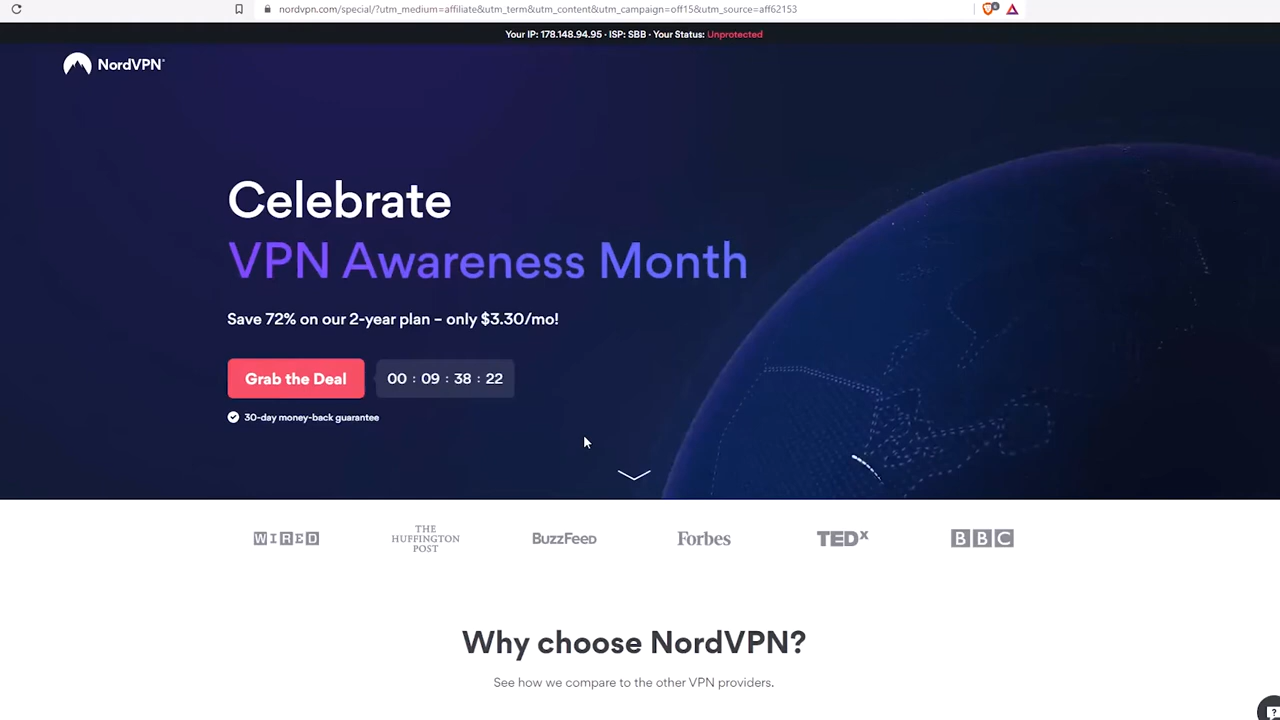 nordvpn.com/special/?utm_medium=affiliate&utm_term&utm_content&utm_campaign=off15&utm_source=aff62153
Your IP: 178.148.94.95 · ISP: SBB · Your Status: Unprotected
NordVPN®
Celebrate
VPN Awareness Month
Save 72% on our 2-year plan – only $3.30/mo!
Grab the Deal
00 : 09 : 38 : 22
30-day money-back guarantee
WIRED
THE
HUFFINGTON
POST
BuzzFeed
Forbes
TEDx
BBC
Why choose NordVPN?
See how we compare to the other VPN providers.
?